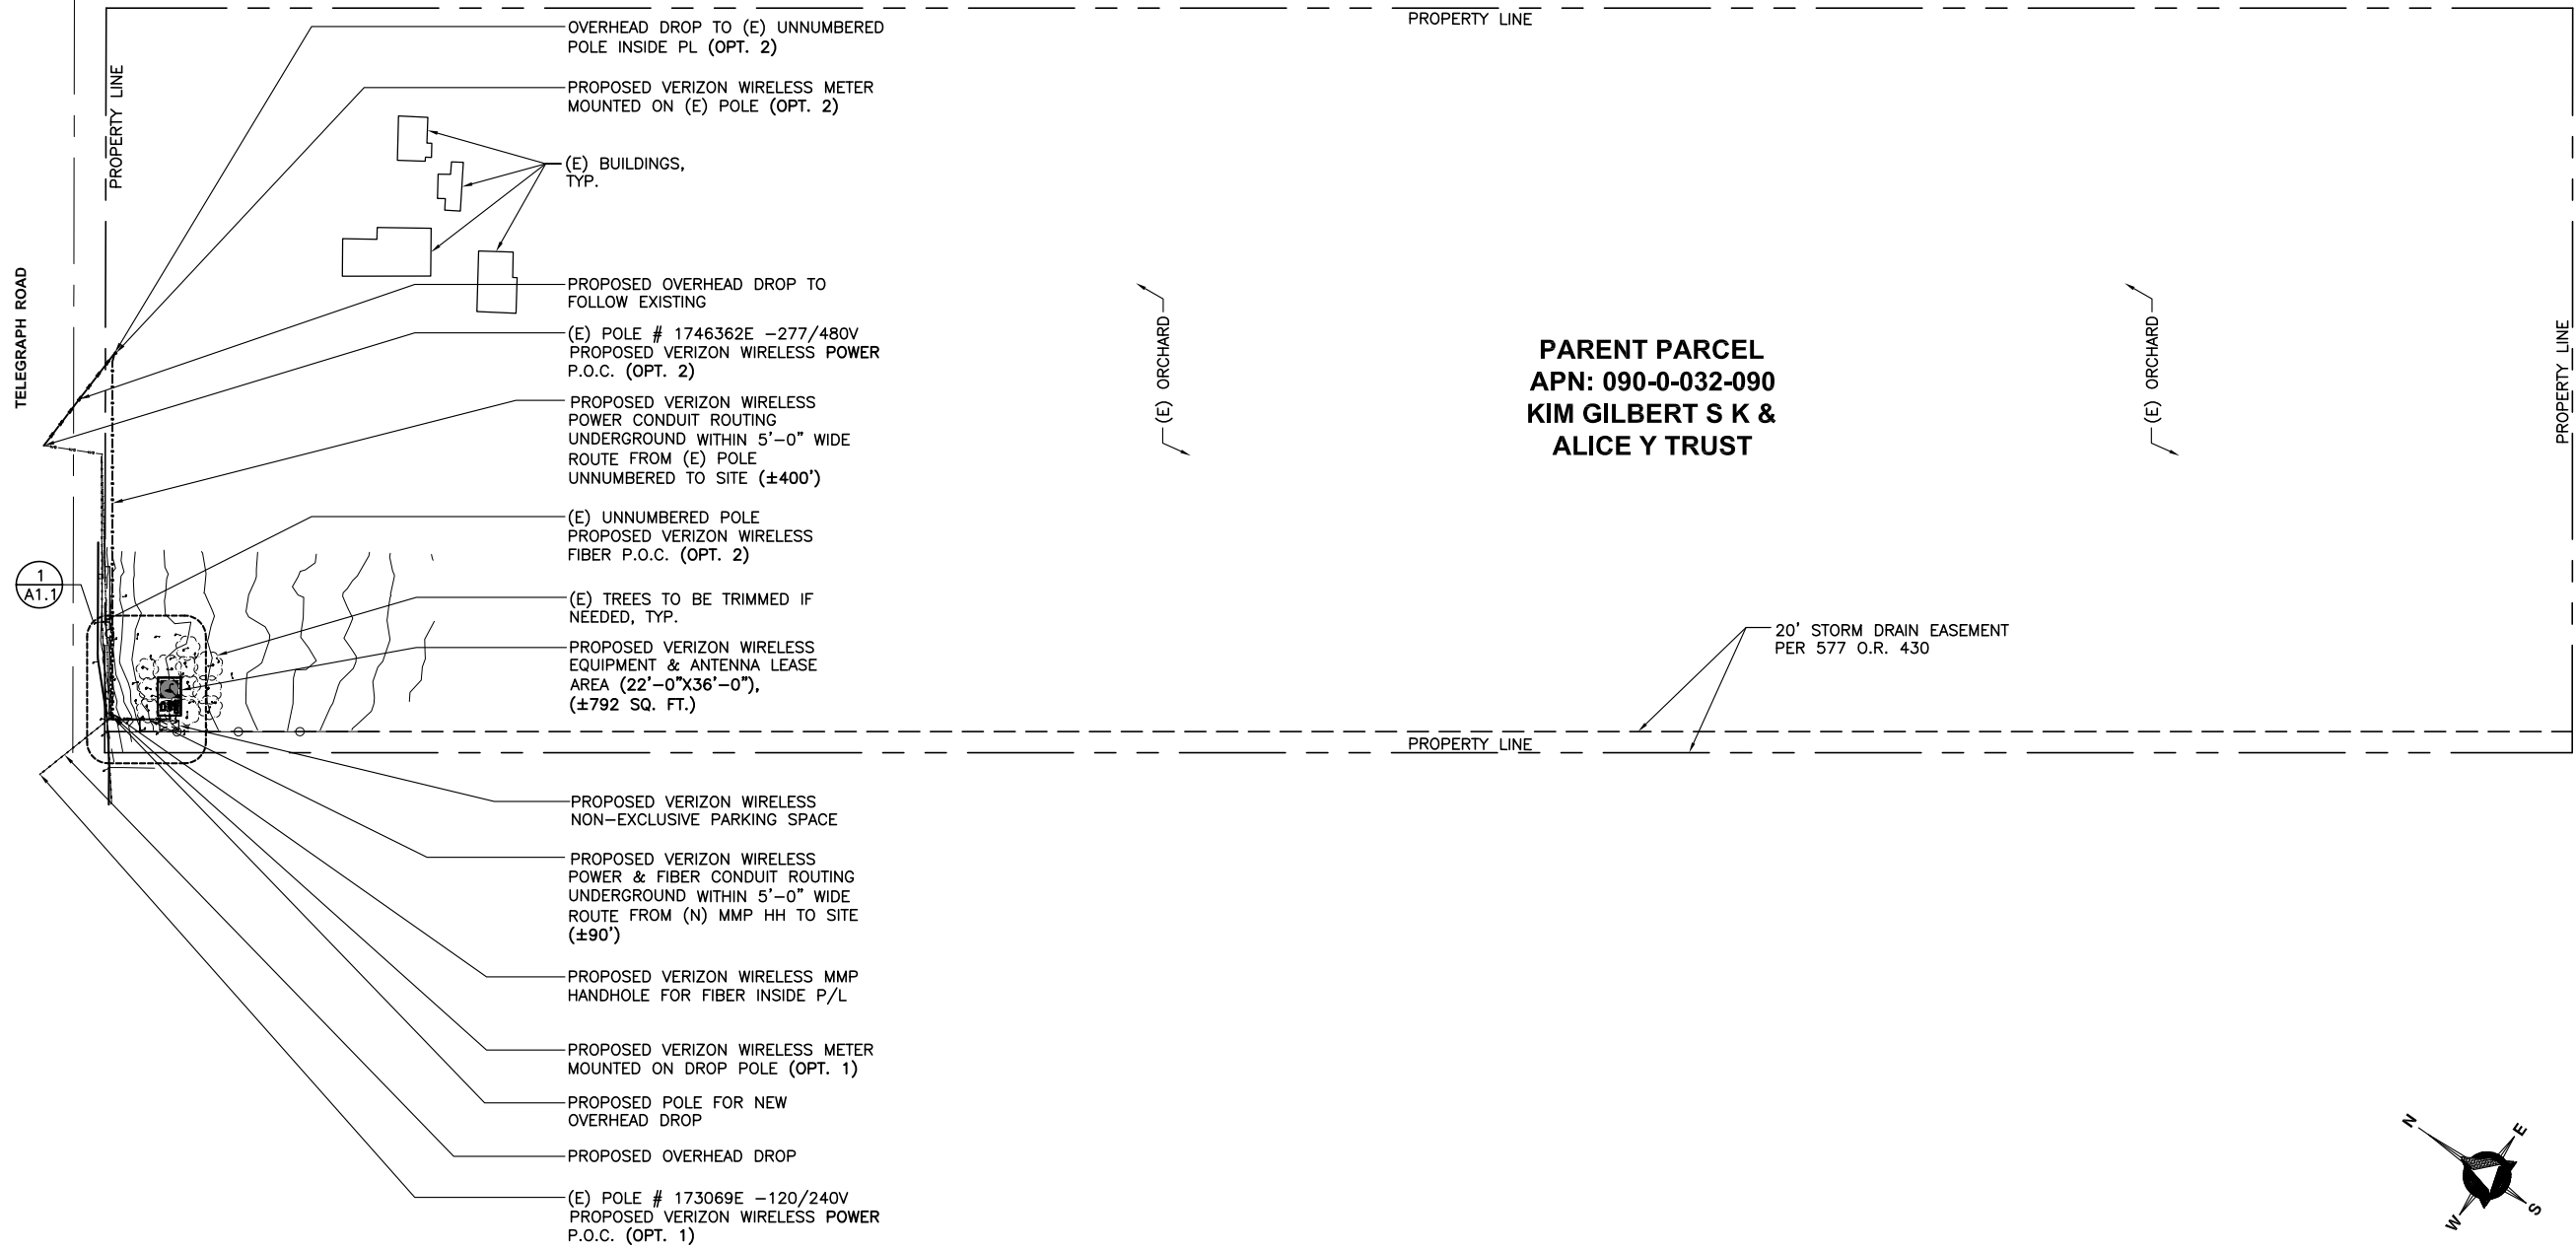 OVERHEAD DROP TO (E) UNNUMBERED
POLE INSIDE PL (OPT. 2)
PROPERTY LINE
PROPERTY LINE
PROPOSED VERIZON WIRELESS METER
MOUNTED ON (E) POLE (OPT. 2)
(E) BUILDINGS,
TYP.
TELEGRAPH ROAD
PROPOSED OVERHEAD DROP TO
FOLLOW EXISTING
(E) POLE # 1746362E -277/480V
PROPOSED VERIZON WIRELESS POWER
P.O.C. (OPT. 2)
PROPOSED VERIZON WIRELESS
POWER CONDUIT ROUTING
UNDERGROUND WITHIN 5'-0" WIDE
ROUTE FROM (E) POLE
UNNUMBERED TO SITE (±400')
(E) ORCHARD
PARENT PARCEL
APN: 090-0-032-090
KIM GILBERT S K &
ALICE Y TRUST
(E) ORCHARD
PROPERTY LINE
(E) UNNUMBERED POLE
PROPOSED VERIZON WIRELESS
FIBER P.O.C. (OPT. 2)
1
A1.1
(E) TREES TO BE TRIMMED IF
NEEDED, TYP.
PROPOSED VERIZON WIRELESS
EQUIPMENT & ANTENNA LEASE
AREA (22'-0"X36'-0"),
(±792 SQ. FT.)
20' STORM DRAIN EASEMENT
PER 577 O.R. 430
PROPERTY LINE
PROPOSED VERIZON WIRELESS
NON-EXCLUSIVE PARKING SPACE
PROPOSED VERIZON WIRELESS
POWER & FIBER CONDUIT ROUTING
UNDERGROUND WITHIN 5'-0" WIDE
ROUTE FROM (N) MMP HH TO SITE
(±90')
PROPOSED VERIZON WIRELESS MMP
HANDHOLE FOR FIBER INSIDE P/L
PROPOSED VERIZON WIRELESS METER
MOUNTED ON DROP POLE (OPT. 1)
PROPOSED POLE FOR NEW
OVERHEAD DROP
PROPOSED OVERHEAD DROP
(E) POLE # 173069E -120/240V
PROPOSED VERIZON WIRELESS POWER
P.O.C. (OPT. 1)
N
E
W
S